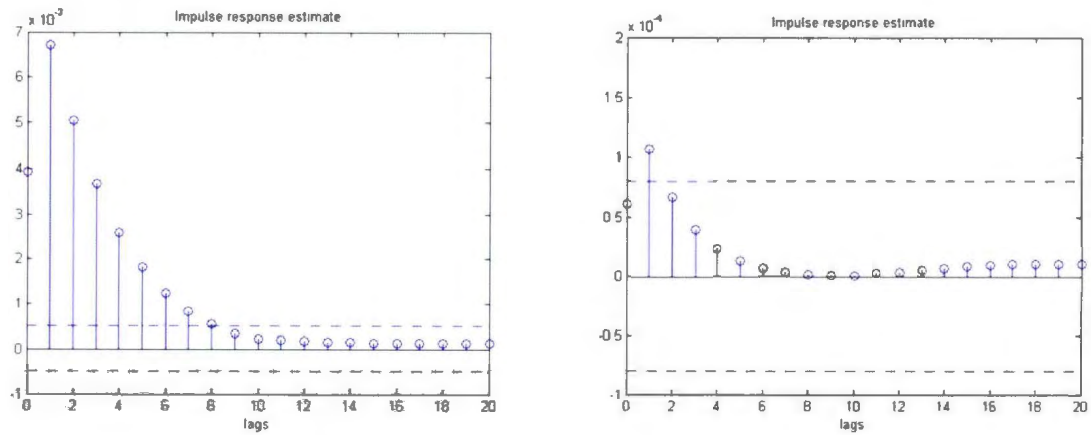 Impulse response estimate
x 10⁻³
7
6
5
4
3
2
1
0
-1
0 2 4 6 8 10 12 14 16 18 20
lags
Impulse response estimate
x 10⁻⁴
2
1 5
1
0 5
0
-0 5
-1
0 2 4 6 8 10 12 14 16 18 20
lags